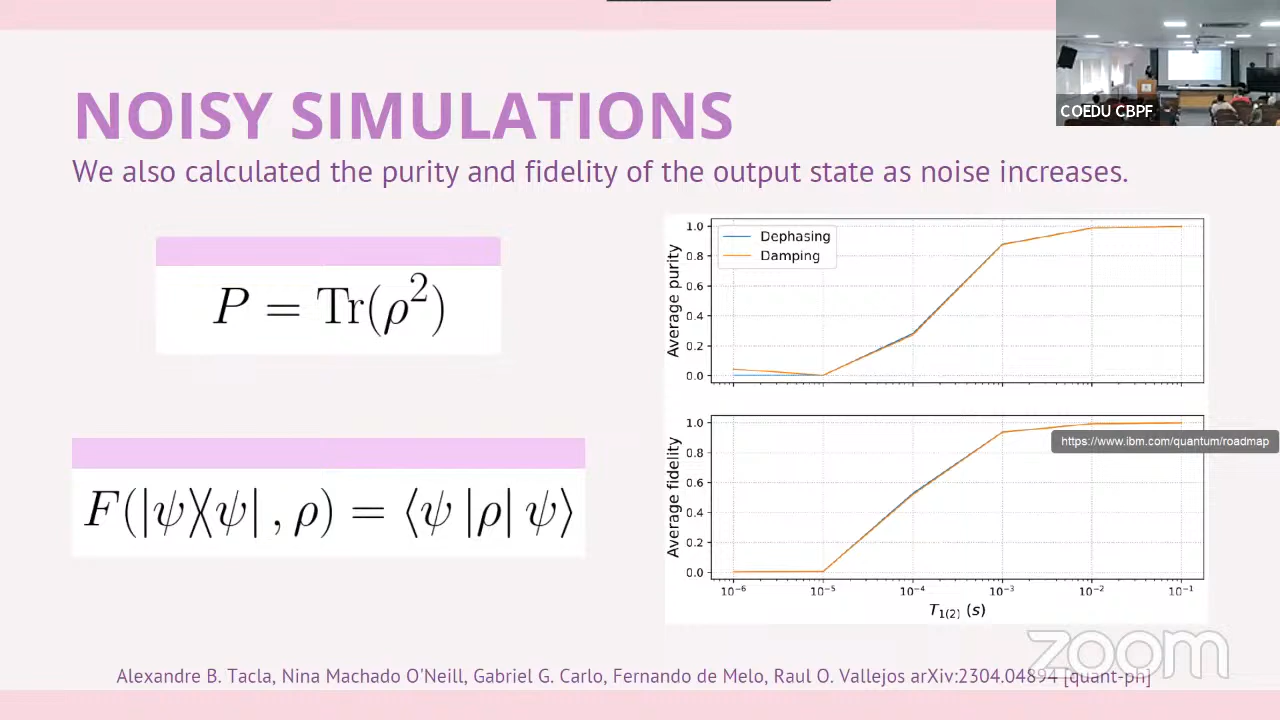 COEDU CBPF
NOISY SIMULATIONS
We also calculated the purity and fidelity of the output state as noise increases.
P = Tr(ρ²)
F(|ψ⟩⟨ψ| , ρ) = ⟨ψ |ρ| ψ⟩
Dephasing
Damping
Average purity
1.0
0.8
0.6
0.4
0.2
0.0
https://www.ibm.com/quantum/roadmap
Average fidelity
1.0
0.8
0.6
0.4
0.2
0.0
10⁻⁶ 10⁻⁵ 10⁻⁴ 10⁻³ 10⁻² 10⁻¹
T₁₍₂₎ (s)
zoom
Alexandre B. Tacla, Nina Machado O'Neill, Gabriel G. Carlo, Fernando de Melo, Raul O. Vallejos arXiv:2304.04894 [quant-ph]